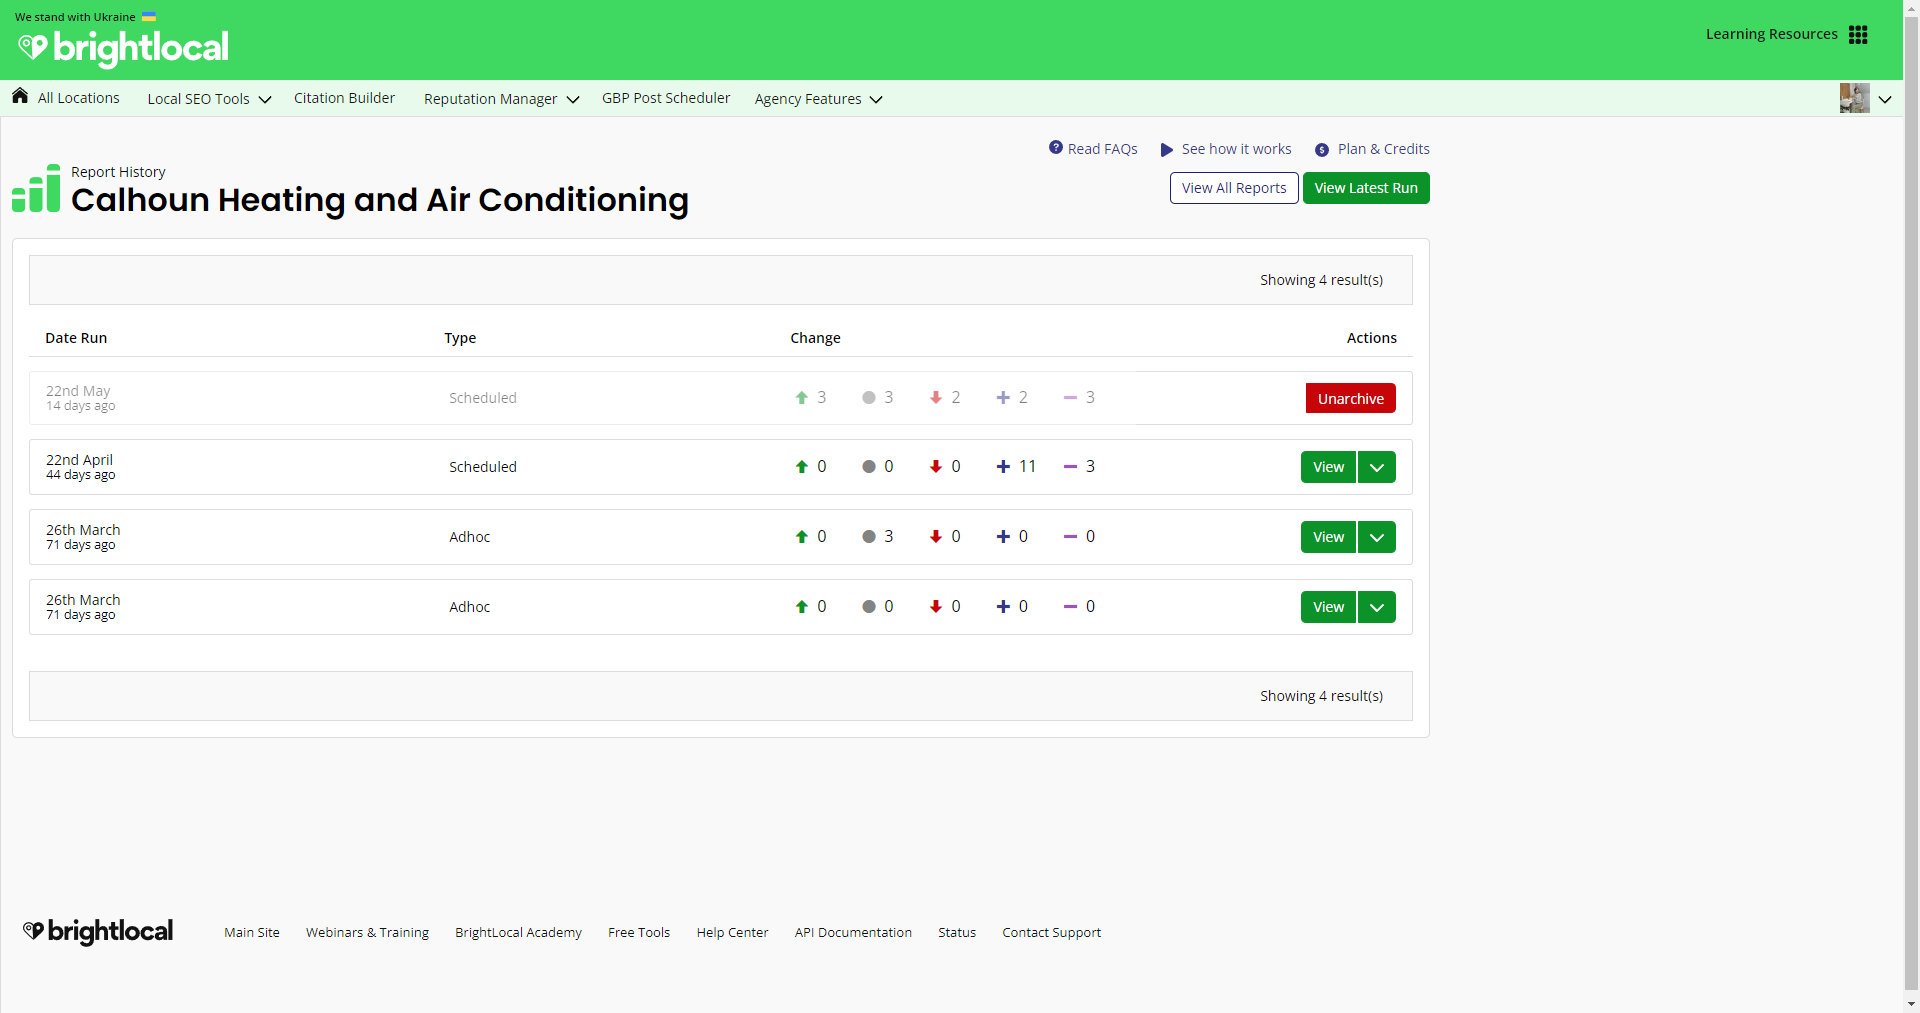 We stand with Ukraine
brightlocal
Learning Resources
All Locations Local SEO Tools Citation Builder Reputation Manager GBP Post Scheduler Agency Features
Read FAQs See how it works Plan & Credits
Report History
Calhoun Heating and Air Conditioning
View All Reports View Latest Run
Showing 4 result(s)
Date Run Type Change Actions
22nd May
14 days ago
Scheduled 3 3 2 2 3 Unarchive
22nd April
44 days ago
Scheduled 0 0 0 11 3 View
26th March
71 days ago
Adhoc 0 3 0 0 0 View
26th March
71 days ago
Adhoc 0 0 0 0 0 View
Showing 4 result(s)
brightlocal Main Site Webinars & Training BrightLocal Academy Free Tools Help Center API Documentation Status Contact Support